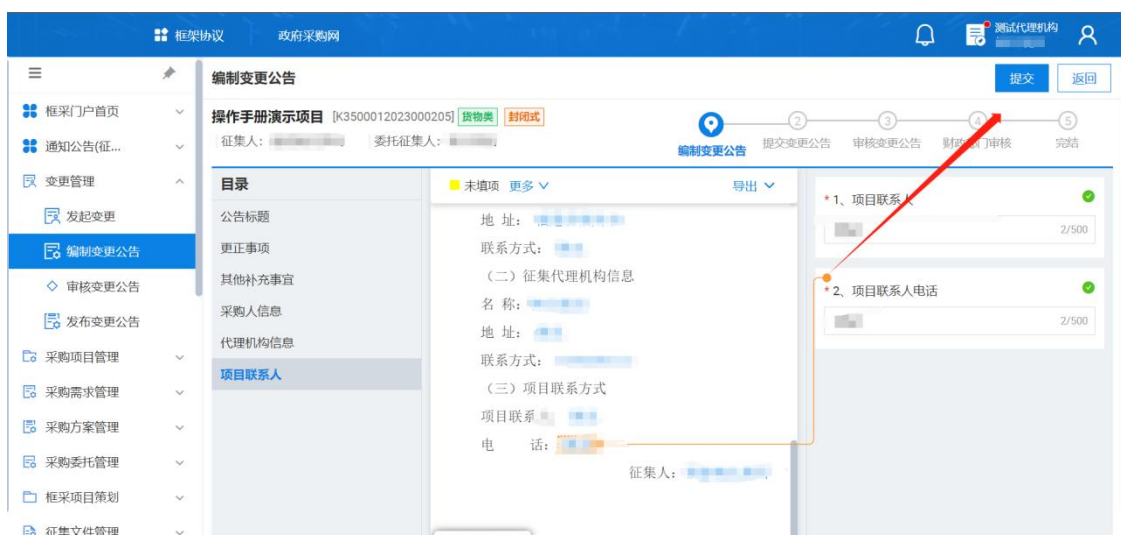 框架协议 政府采购网 测试代理机构
编制变更公告 提交 返回
框采门户首页
通知公告(征...
变更管理
发起变更
编制变更公告
审核变更公告
发布变更公告
采购项目管理
采购需求管理
采购方案管理
采购委托管理
框采项目策划
征集文件管理
操作手册演示项目 [K3500012023000205] 货物类 封闭式
征集人: 委托征集人:
编制变更公告
2 提交变更公告
3 审核变更公告
4 财政部门审核
5 完结
目录
公告标题
更正事项
其他补充事宜
采购人信息
代理机构信息
项目联系人
未填项 更多 导出
地 址:
联系方式:
（二）征集代理机构信息
名 称:
地 址:
联系方式:
（三）项目联系方式
项目联系
电 话:
征集人:
* 1、项目联系人
2/500
* 2、项目联系人电话
2/500